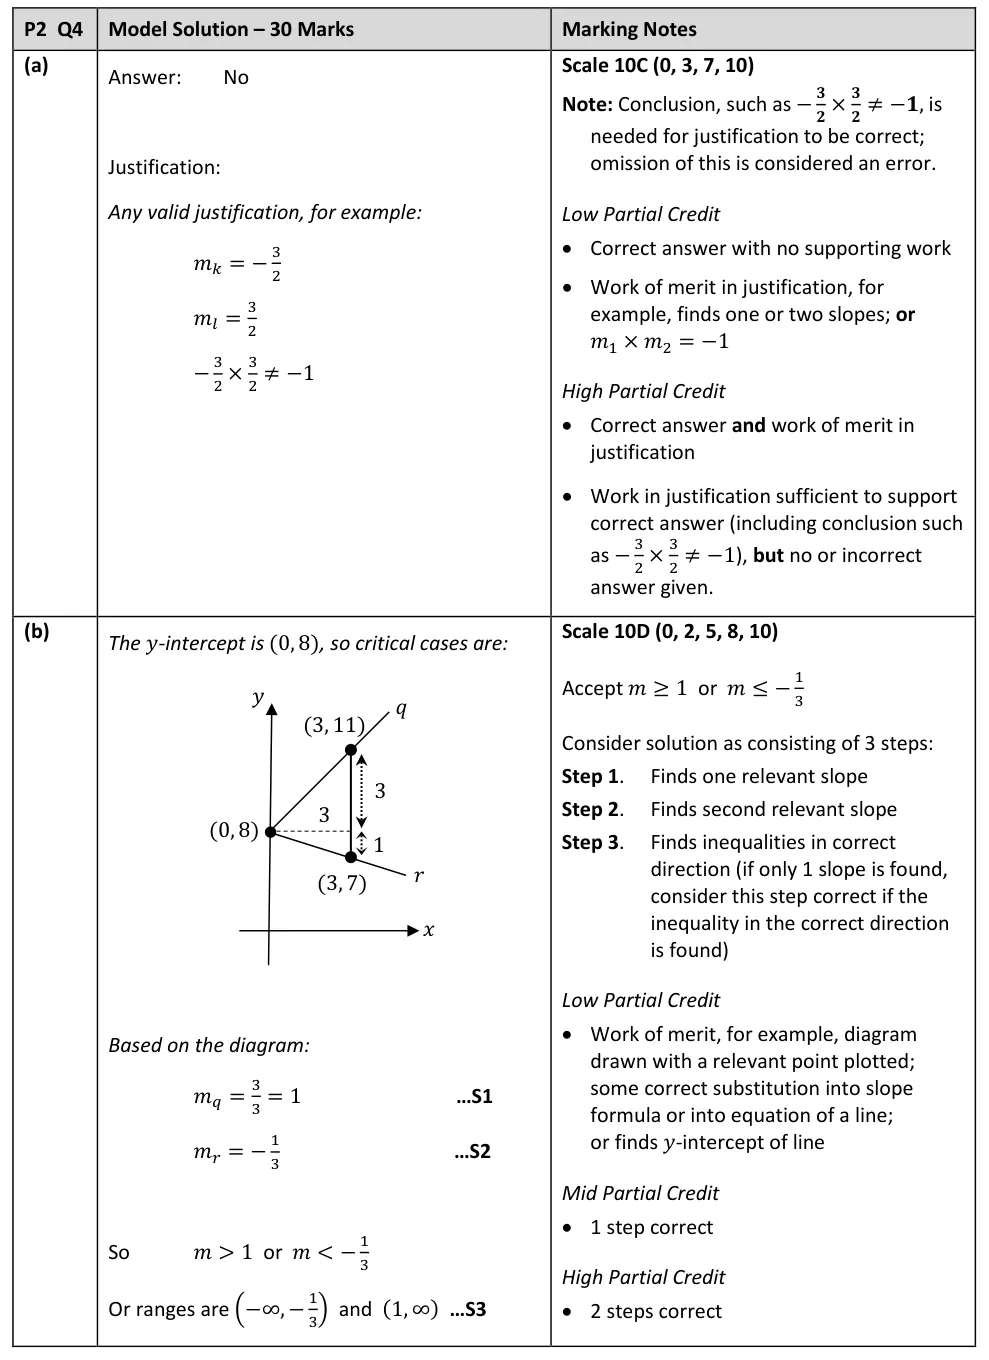 P2 Q4
Model Solution – 30 Marks
Marking Notes
(a)
Answer: No
Justification:
Any valid justification, for example:
m_k = −3/2
m_l = 3/2
−3/2 × 3/2 ≠ −1
Scale 10C (0, 3, 7, 10)
Note: Conclusion, such as −3/2 × 3/2 ≠ −1, is
needed for justification to be correct;
omission of this is considered an error.
Low Partial Credit
• Correct answer with no supporting work
• Work of merit in justification, for
example, finds one or two slopes; or
m₁ × m₂ = −1
High Partial Credit
• Correct answer and work of merit in
justification
• Work in justification sufficient to support
correct answer (including conclusion such
as −3/2 × 3/2 ≠ −1), but no or incorrect
answer given.
(b)
The y-intercept is (0, 8), so critical cases are:
y
q
(3, 11)
3
3
(0, 8)
1
(3, 7)
r
x
Based on the diagram:
m_q = 3/3 = 1 …S1
m_r = −1/3 …S2
So m > 1 or m < −1/3
Or ranges are (−∞, −1/3) and (1, ∞) …S3
Scale 10D (0, 2, 5, 8, 10)
Accept m ≥ 1 or m ≤ −1/3
Consider solution as consisting of 3 steps:
Step 1. Finds one relevant slope
Step 2. Finds second relevant slope
Step 3. Finds inequalities in correct
direction (if only 1 slope is found,
consider this step correct if the
inequality in the correct direction
is found)
Low Partial Credit
• Work of merit, for example, diagram
drawn with a relevant point plotted;
some correct substitution into slope
formula or into equation of a line;
or finds y-intercept of line
Mid Partial Credit
• 1 step correct
High Partial Credit
• 2 steps correct